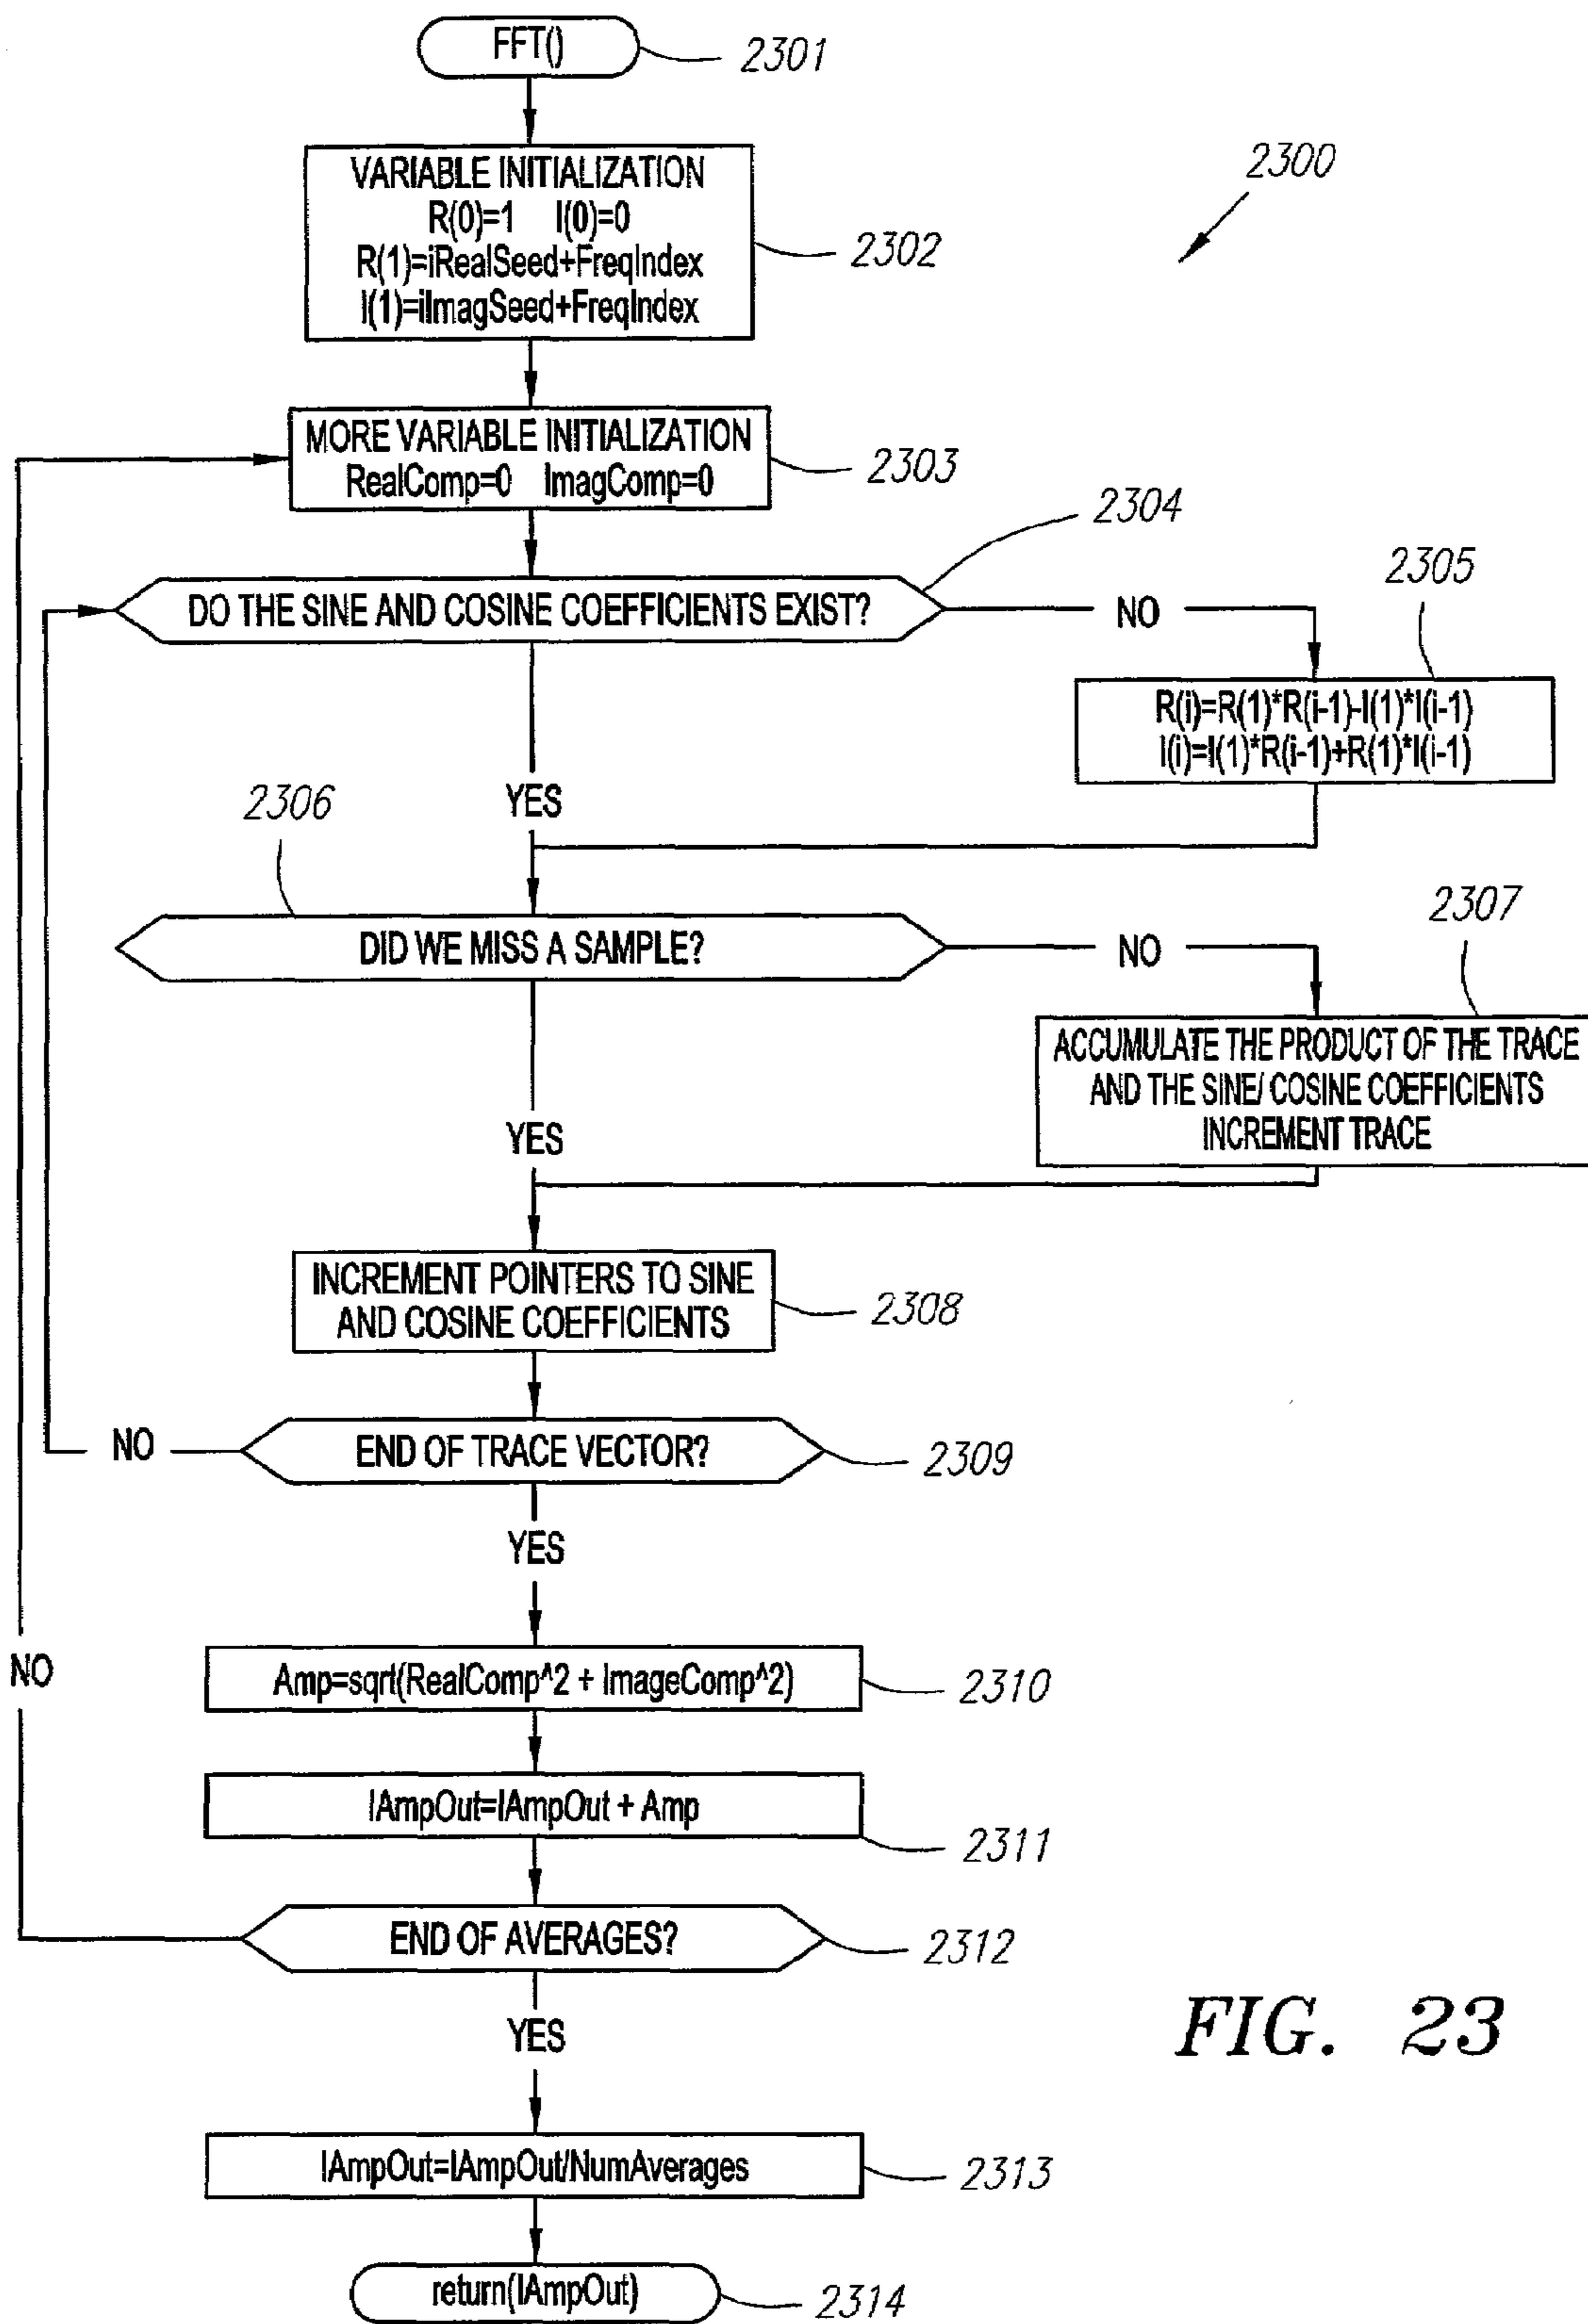 FFT()
2301
2300
VARIABLE INITIALIZATION
R(0)=1 I(0)=0
R(1)=iRealSeed+FreqIndex
I(1)=iImagSeed+FreqIndex
2302
MORE VARIABLE INITIALIZATION
RealComp=0 ImagComp=0
2303
2304
DO THE SINE AND COSINE COEFFICIENTS EXIST?
NO
2305
R(i)=R(1)*R(i-1)-I(1)*I(i-1)
I(i)=I(1)*R(i-1)+R(1)*I(i-1)
YES
2306
DID WE MISS A SAMPLE?
NO
2307
ACCUMULATE THE PRODUCT OF THE TRACE
AND THE SINE/ COSINE COEFFICIENTS
INCREMENT TRACE
YES
INCREMENT POINTERS TO SINE
AND COSINE COEFFICIENTS
2308
NO
END OF TRACE VECTOR?
2309
YES
NO
Amp=sqrt(RealComp^2 + ImageComp^2)
2310
lAmpOut=lAmpOut + Amp
2311
END OF AVERAGES?
2312
YES
FIG. 23
lAmpOut=lAmpOut/NumAverages
2313
return(lAmpOut)
2314